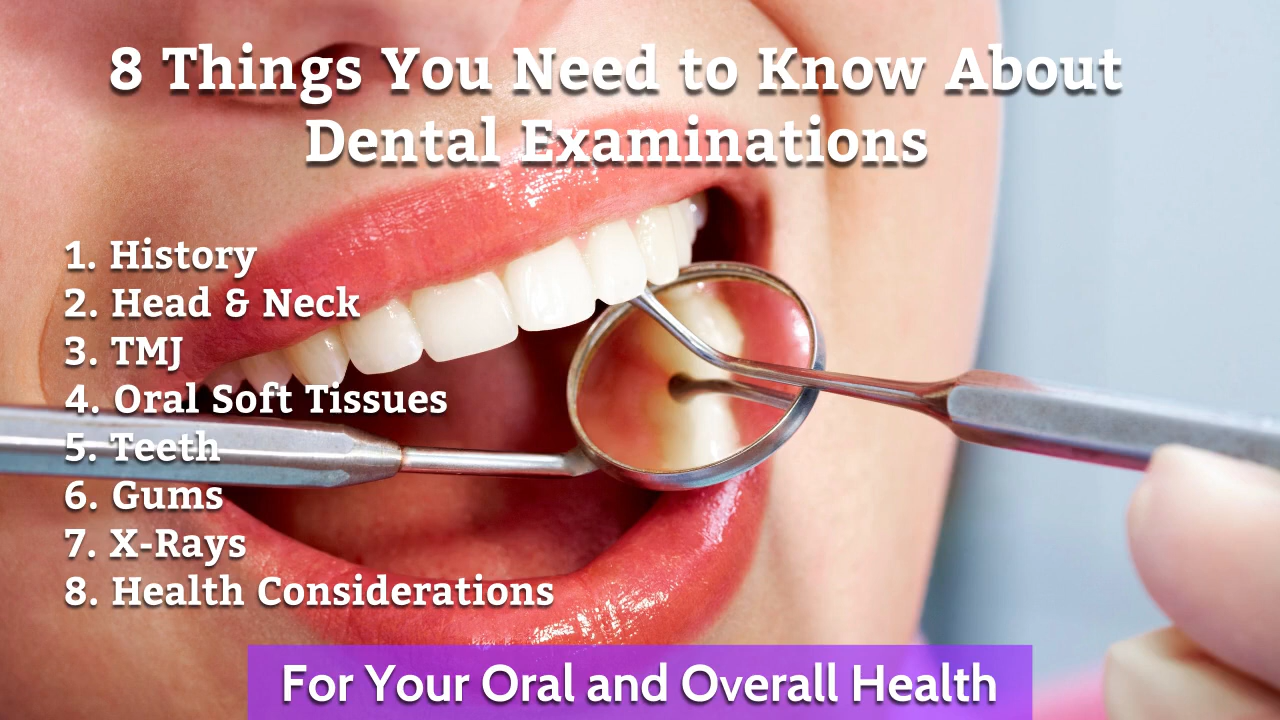 8 Things You Need to Know About
Dental Examinations
1. History
2. Head & Neck
3. TMJ
4. Oral Soft Tissues
5. Teeth
6. Gums
7. X-Rays
8. Health Considerations
For Your Oral and Overall Health